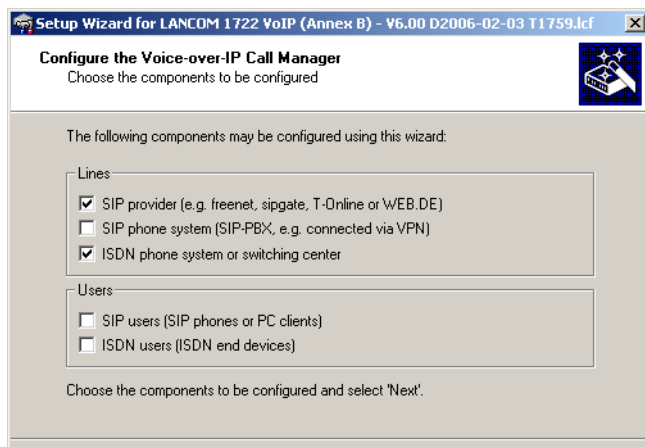 Setup Wizard for LANCOM 1722 VoIP (Annex B) - V6.00 D2006-02-03 T1759.lcf
Configure the Voice-over-IP Call Manager
Choose the components to be configured
The following components may be configured using this wizard:
Lines
SIP provider (e.g. freenet, sipgate, T-Online or WEB.DE)
SIP phone system (SIP-PBX, e.g. connected via VPN)
ISDN phone system or switching center
Users
SIP users (SIP phones or PC clients)
ISDN users (ISDN end devices)
Choose the components to be configured and select 'Next'.